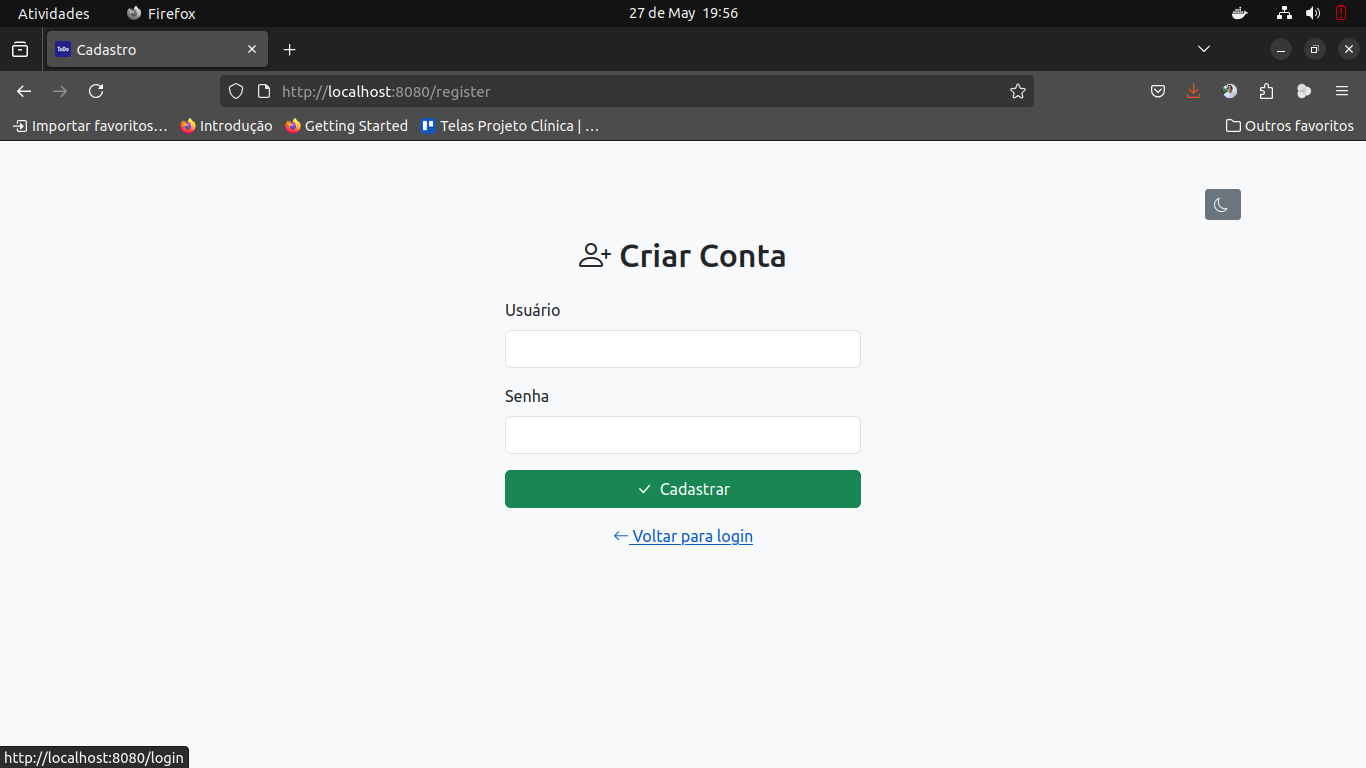 Atividades Firefox 27 de May 19:56
ToDo Cadastro
http://localhost:8080/register
Importar favoritos… Introdução Getting Started Telas Projeto Clínica | … Outros favoritos
Criar Conta
Usuário
Senha
Cadastrar
Voltar para login
http://localhost:8080/login